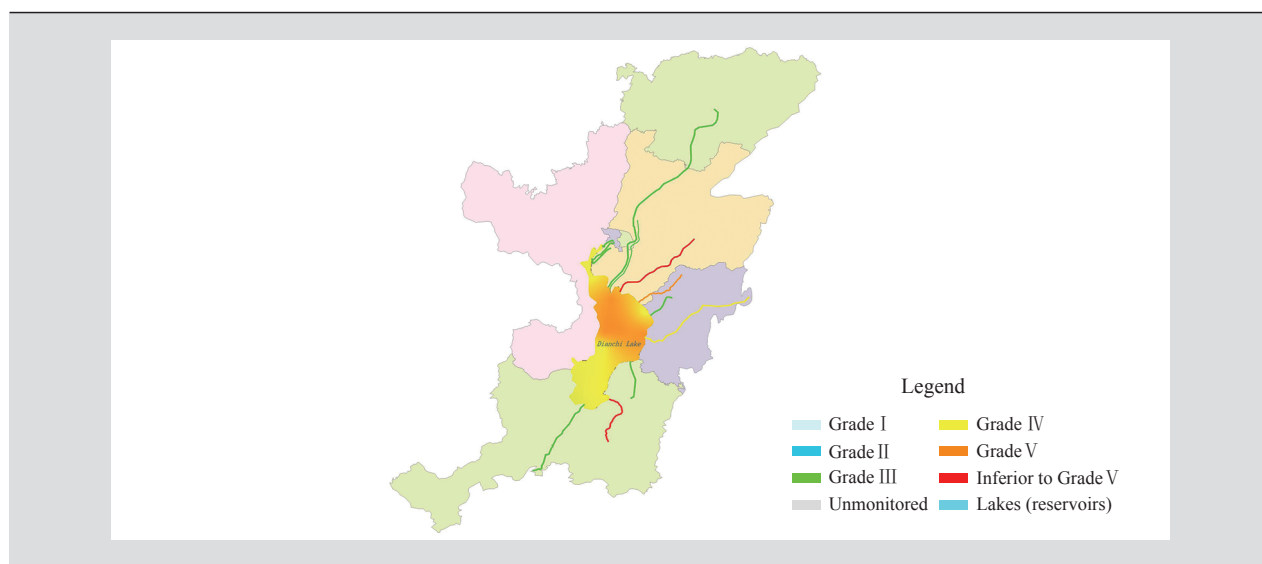 Dianchi Lake
Legend
Grade Ⅰ
Grade Ⅱ
Grade Ⅲ
Unmonitored
Grade Ⅳ
Grade Ⅴ
Inferior to Grade Ⅴ
Lakes (reservoirs)